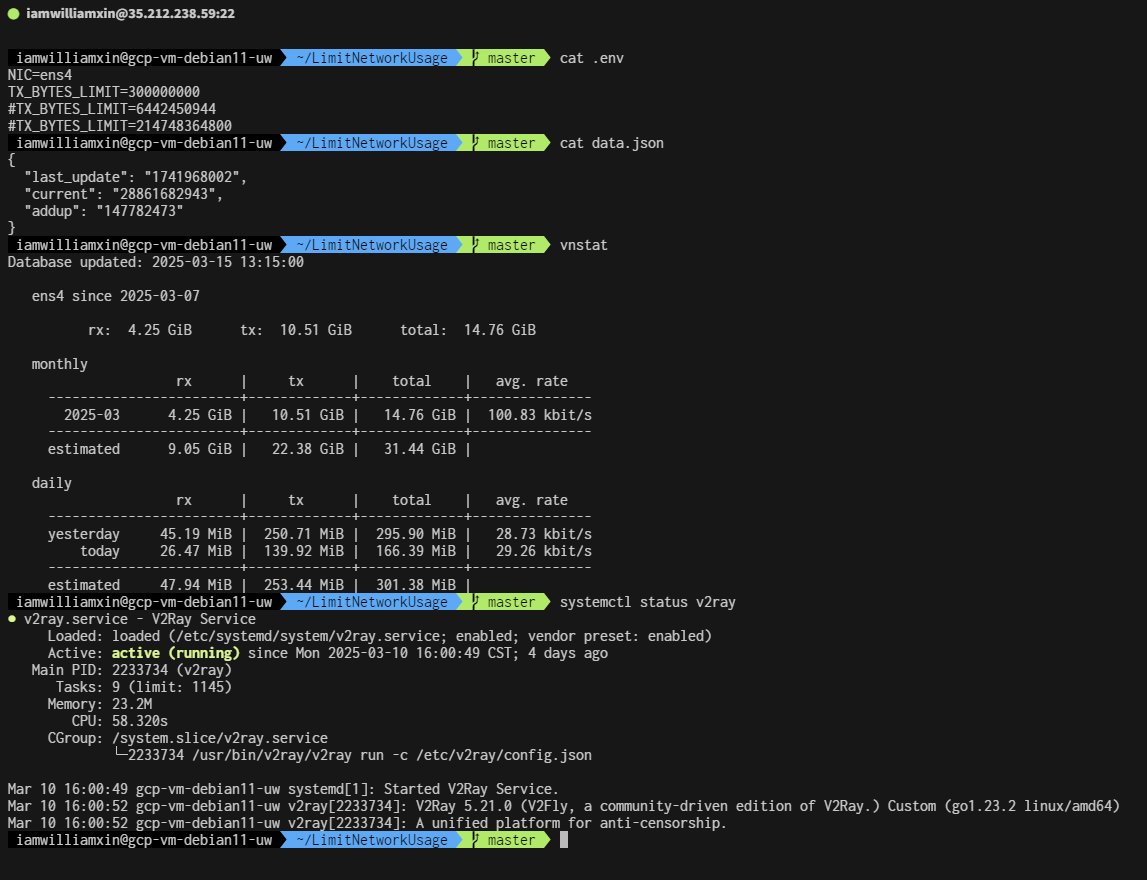 iamwilliamxin@35.212.238.59:22
iamwilliamxin@gcp-vm-debian11-uw ~/LimitNetworkUsage master cat .env
NIC=ens4
TX_BYTES_LIMIT=300000000
#TX_BYTES_LIMIT=6442450944
#TX_BYTES_LIMIT=214748364800
iamwilliamxin@gcp-vm-debian11-uw ~/LimitNetworkUsage master cat data.json
{
  "last_update": "1741968002",
  "current": "28861682943",
  "addup": "147782473"
}
iamwilliamxin@gcp-vm-debian11-uw ~/LimitNetworkUsage master vnstat
Database updated: 2025-03-15 13:15:00
   ens4 since 2025-03-07
          rx:  4.25 GiB      tx:  10.51 GiB      total:  14.76 GiB
   monthly
                     rx      |     tx      |    total    |   avg. rate
     ------------------------+-------------+-------------+---------------
       2025-03      4.25 GiB |   10.51 GiB |   14.76 GiB |  100.83 kbit/s
     ------------------------+-------------+-------------+---------------
     estimated      9.05 GiB |   22.38 GiB |   31.44 GiB |
   daily
                     rx      |     tx      |    total    |   avg. rate
     ------------------------+-------------+-------------+---------------
     yesterday     45.19 MiB |  250.71 MiB |  295.90 MiB |   28.73 kbit/s
         today     26.47 MiB |  139.92 MiB |  166.39 MiB |   29.26 kbit/s
     ------------------------+-------------+-------------+---------------
     estimated     47.94 MiB |  253.44 MiB |  301.38 MiB |
iamwilliamxin@gcp-vm-debian11-uw ~/LimitNetworkUsage master systemctl status v2ray
● v2ray.service - V2Ray Service
     Loaded: loaded (/etc/systemd/system/v2ray.service; enabled; vendor preset: enabled)
     Active: active (running) since Mon 2025-03-10 16:00:49 CST; 4 days ago
   Main PID: 2233734 (v2ray)
      Tasks: 9 (limit: 1145)
     Memory: 23.2M
        CPU: 58.320s
     CGroup: /system.slice/v2ray.service
             └─2233734 /usr/bin/v2ray/v2ray run -c /etc/v2ray/config.json
Mar 10 16:00:49 gcp-vm-debian11-uw systemd[1]: Started V2Ray Service.
Mar 10 16:00:52 gcp-vm-debian11-uw v2ray[2233734]: V2Ray 5.21.0 (V2Fly, a community-driven edition of V2Ray.) Custom (go1.23.2 linux/amd64)
Mar 10 16:00:52 gcp-vm-debian11-uw v2ray[2233734]: A unified platform for anti-censorship.
iamwilliamxin@gcp-vm-debian11-uw ~/LimitNetworkUsage master